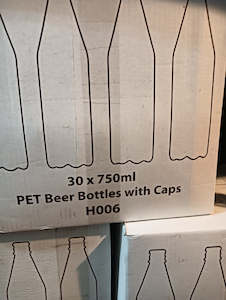 30 x 750ml
PET Beer Bottles with Caps
H006